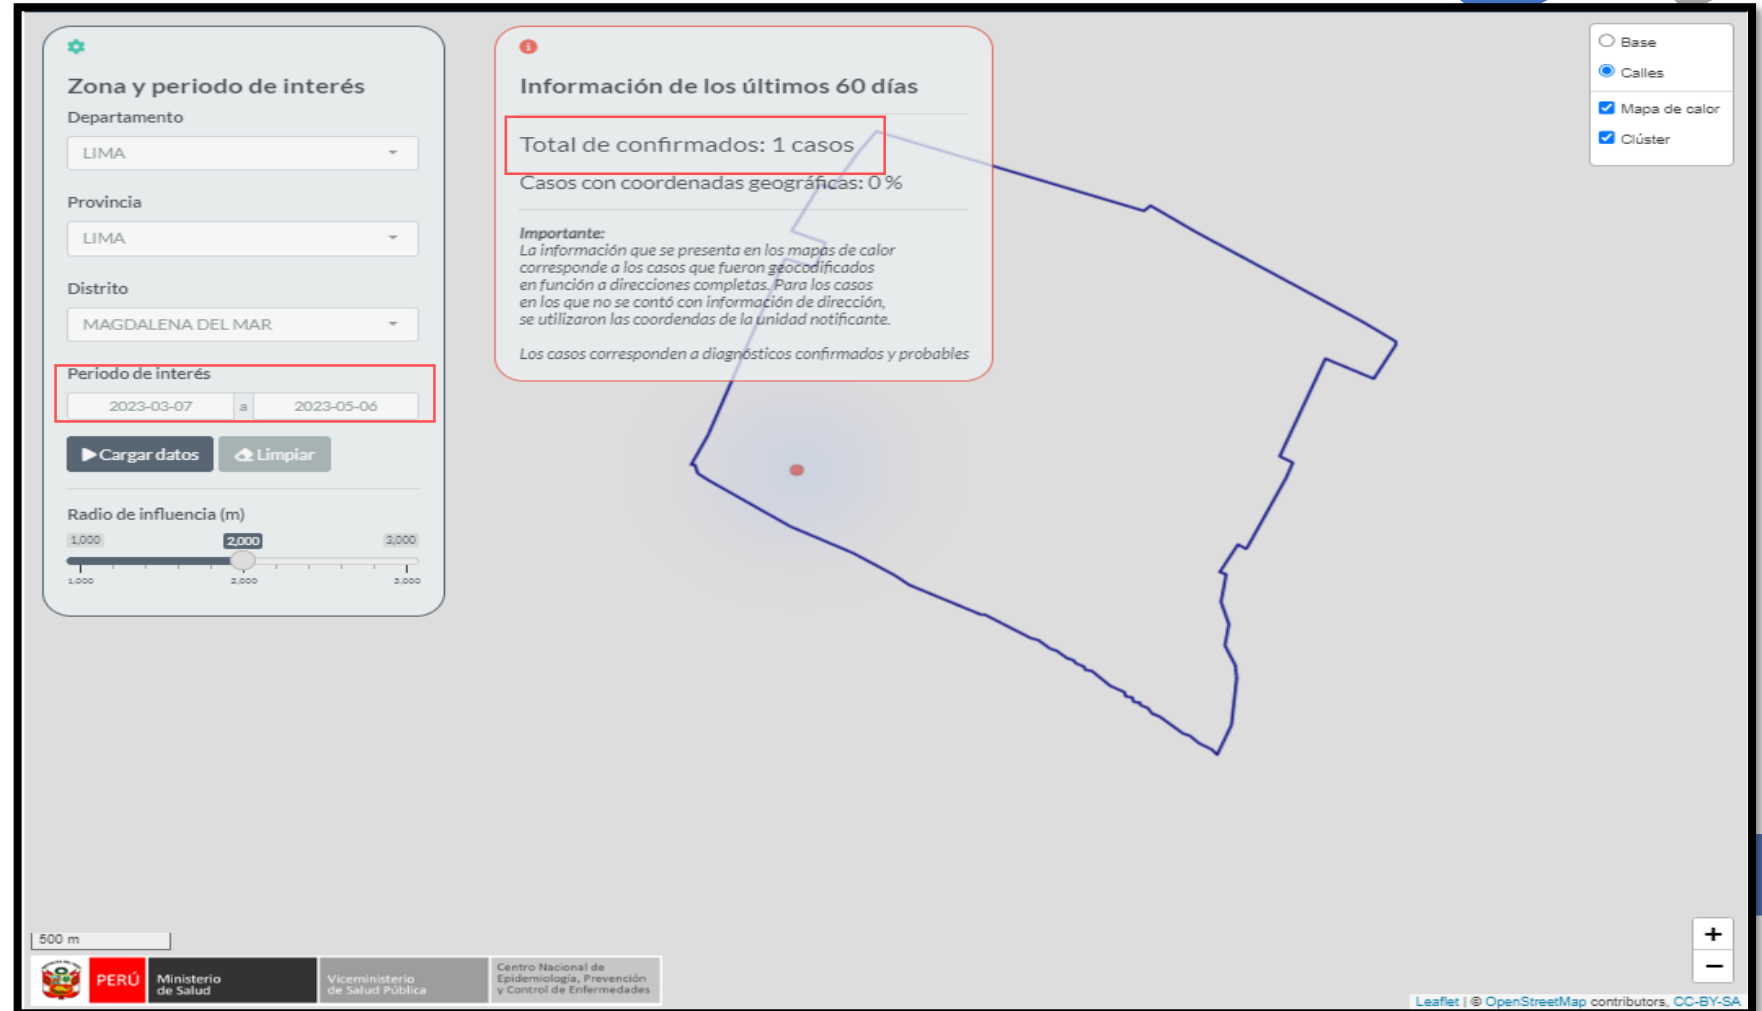 Zona y periodo de interés
Departamento
LIMA
Provincia
LIMA
Distrito
MAGDALENA DEL MAR
Periodo de interés
2023-03-07 a 2023-05-06
Cargar datos Limpiar
Radio de influencia (m)
1,000 2,000 3,000
1,000 2,000 3,000
Información de los últimos 60 días
Total de confirmados: 1 casos
Casos con coordenadas geográficas: 0 %
Importante:
La información que se presenta en los mapas de calor
corresponde a los casos que fueron geocodificados
en función a direcciones completas. Para los casos
en los que no se contó con información de dirección,
se utilizaron las coordendas de la unidad notificante.
Los casos corresponden a diagnósticos confirmados y probables
Base
Calles
Mapa de calor
Clúster
500 m
PERÚ
Ministerio
de Salud
Viceministerio
de Salud Pública
Centro Nacional de
Epidemiología, Prevención
y Control de Enfermedades
+
−
Leaflet | © OpenStreetMap contributors, CC-BY-SA